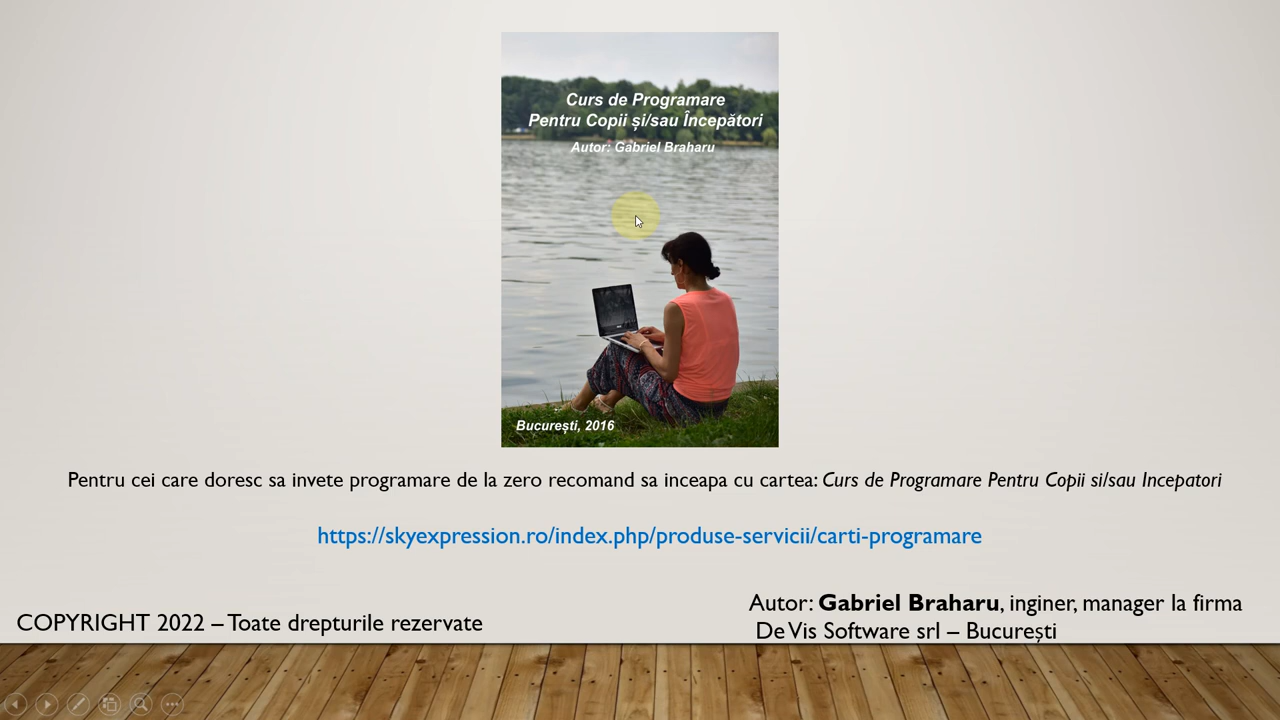 Curs de Programare
Pentru Copii și/sau Începători
Autor: Gabriel Braharu
București, 2016
Pentru cei care doresc sa invete programare de la zero recomand sa inceapa cu cartea: Curs de Programare Pentru Copii si/sau Incepatori
https://skyexpression.ro/index.php/produse-servicii/carti-programare
COPYRIGHT 2022 – Toate drepturile rezervate
Autor: Gabriel Braharu, inginer, manager la firma
De Vis Software srl – București